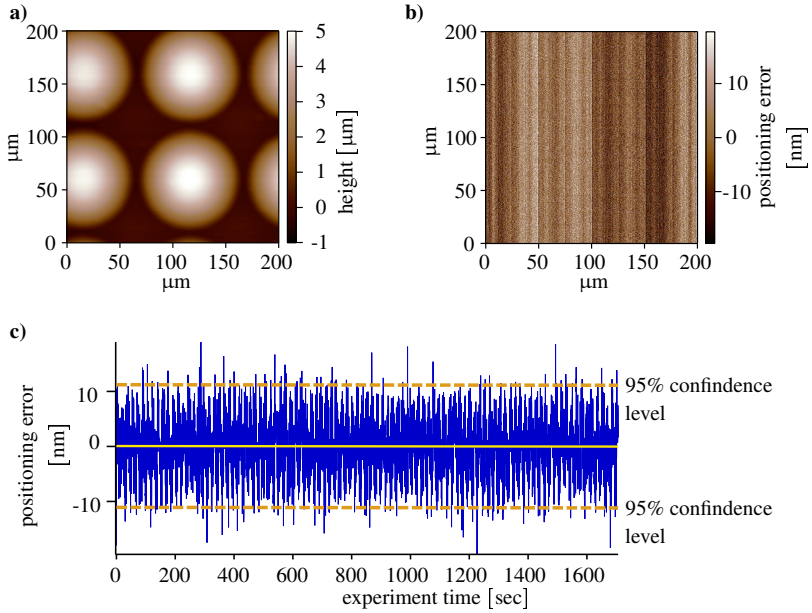 a)
200
150
100
50
0
μm
0
50
100
150
200
μm
5
4
3
2
1
0
-1
height [μm]
b)
200
150
100
50
0
μm
0
50
100
150
200
μm
10
0
-10
positioning error
[nm]
c)
10
0
-10
positioning error
[nm]
95% confindence
level
95% confindence
level
0
200
400
600
800
1000
1200
1400
1600
experiment time [sec]